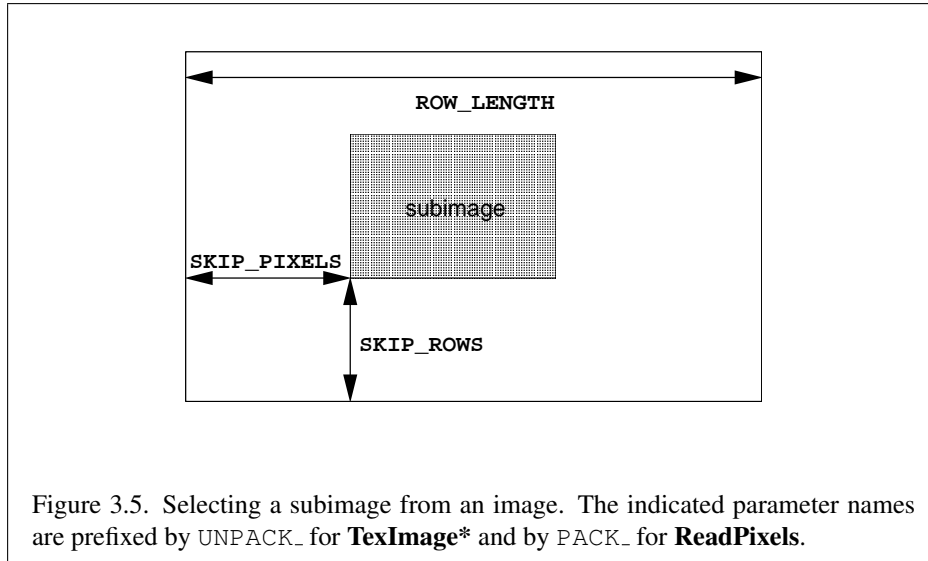 ROW_LENGTH
subimage
SKIP_PIXELS
SKIP_ROWS
Figure 3.5. Selecting a subimage from an image. The indicated parameter names
are prefixed by UNPACK_ for TexImage* and by PACK_ for ReadPixels.